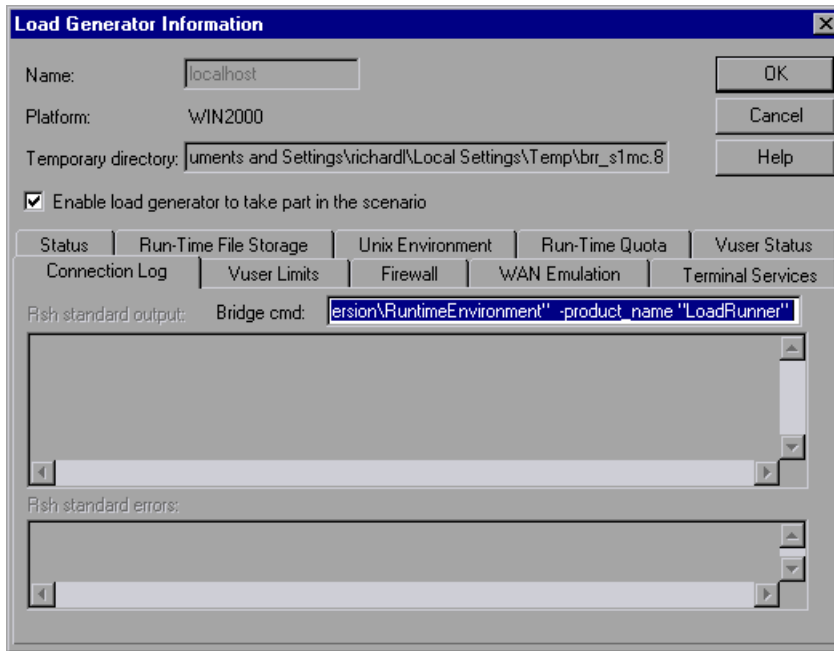 Load Generator Information
Name: localhost OK
Platform: WIN2000 Cancel
Temporary directory: uments and Settings\richardl\Local Settings\Temp\brr_s1mc.8 Help
Enable load generator to take part in the scenario
Status Run-Time File Storage Unix Environment Run-Time Quota Vuser Status
Connection Log Vuser Limits Firewall WAN Emulation Terminal Services
Rsh standard output: Bridge cmd: ersion\RuntimeEnvironment" -product_name "LoadRunner"
Rsh standard errors: